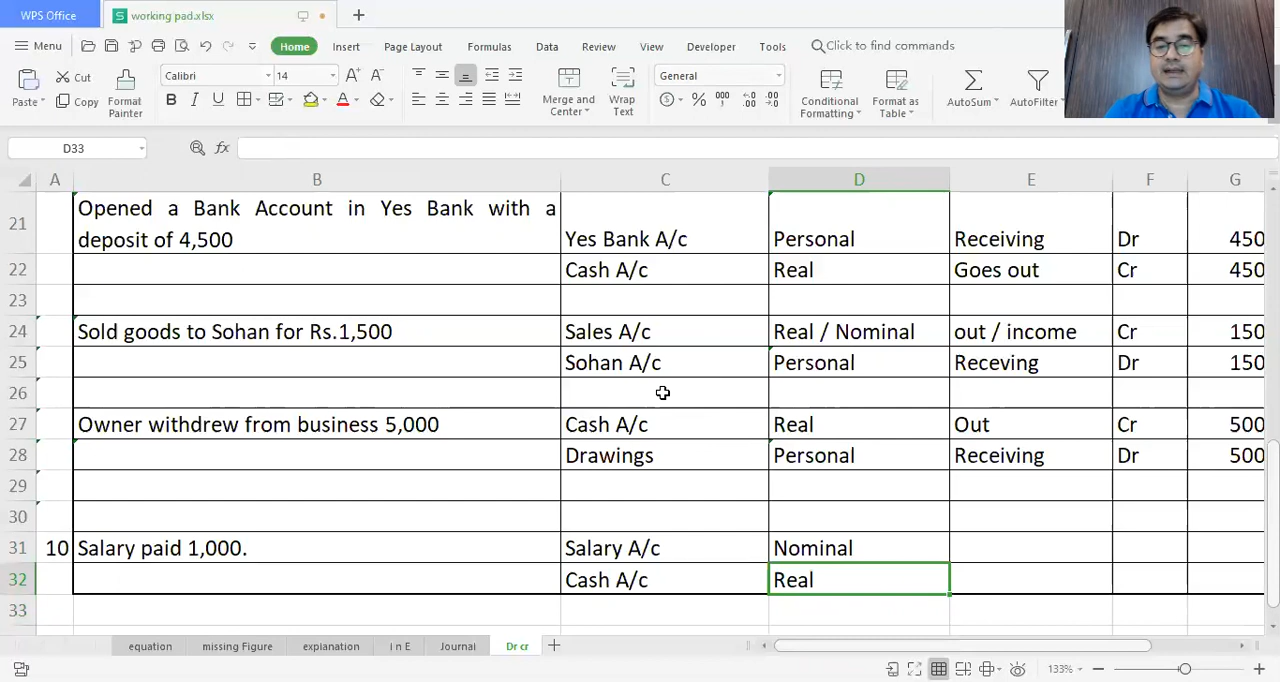 WPS Office
working pad.xlsx
Menu
Home
Insert
Page Layout
Formulas
Data
Review
View
Developer
Tools
Click to find commands
Paste
Cut
Copy
Format Painter
Calibri
14
Merge and Center
Wrap Text
General
Conditional Formatting
Format as Table
AutoSum
AutoFilter
D33
A B C D E F G
21 Opened a Bank Account in Yes Bank with a
deposit of 4,500 Yes Bank A/c Personal Receiving Dr 450
22 Cash A/c Real Goes out Cr 450
23
24 Sold goods to Sohan for Rs.1,500 Sales A/c Real / Nominal out / income Cr 150
25 Sohan A/c Personal Receving Dr 150
26
27 Owner withdrew from business 5,000 Cash A/c Real Out Cr 500
28 Drawings Personal Receiving Dr 500
29
30
31 10 Salary paid 1,000. Salary A/c Nominal
32 Cash A/c Real
33
equation missing Figure explanation I n E Journal Dr cr
133%